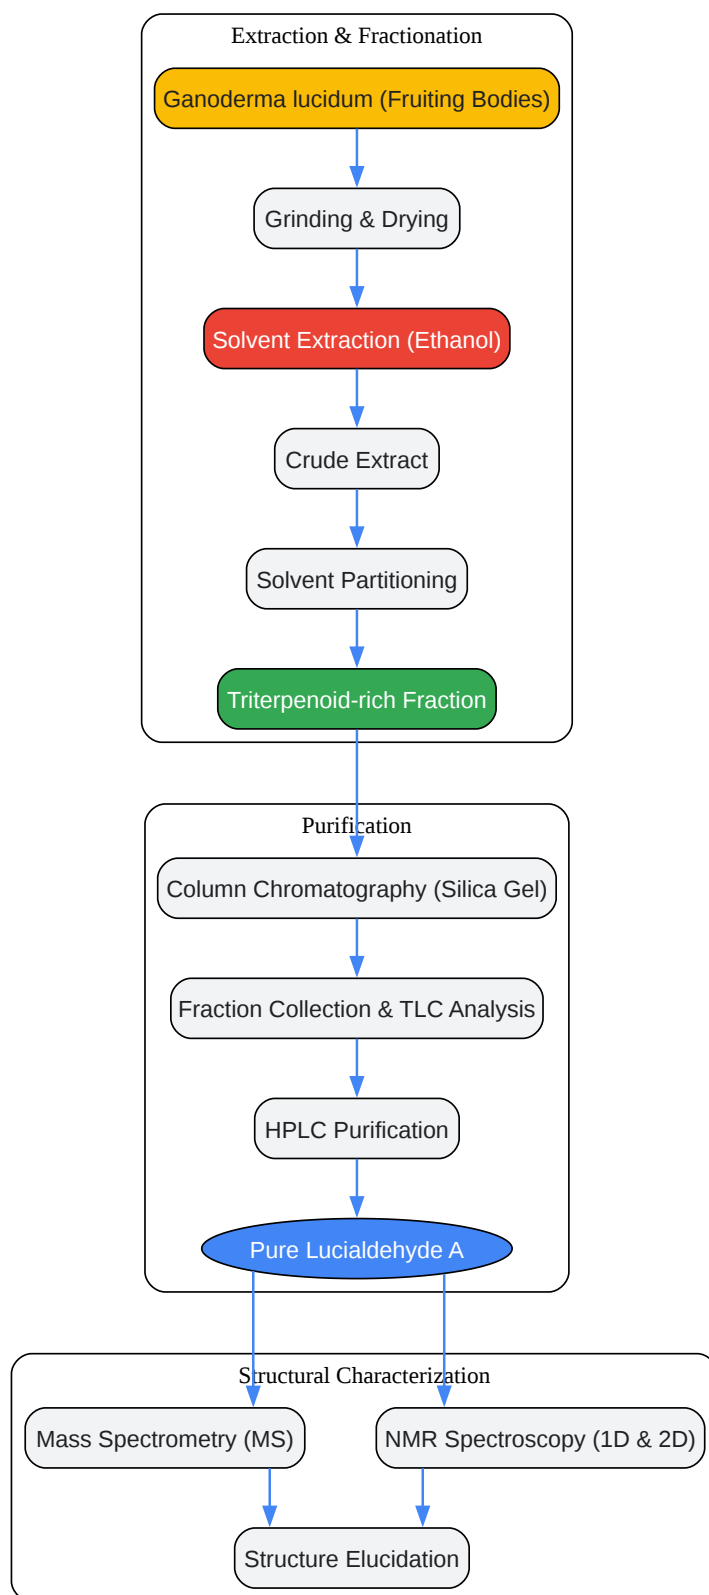 Extraction & Fractionation
Ganoderma lucidum (Fruiting Bodies)
Grinding & Drying
Solvent Extraction (Ethanol)
Crude Extract
Solvent Partitioning
Triterpenoid-rich Fraction
Purification
Column Chromatography (Silica Gel)
Fraction Collection & TLC Analysis
HPLC Purification
Pure Lucialdehyde A
Structural Characterization
Mass Spectrometry (MS)
NMR Spectroscopy (1D & 2D)
Structure Elucidation